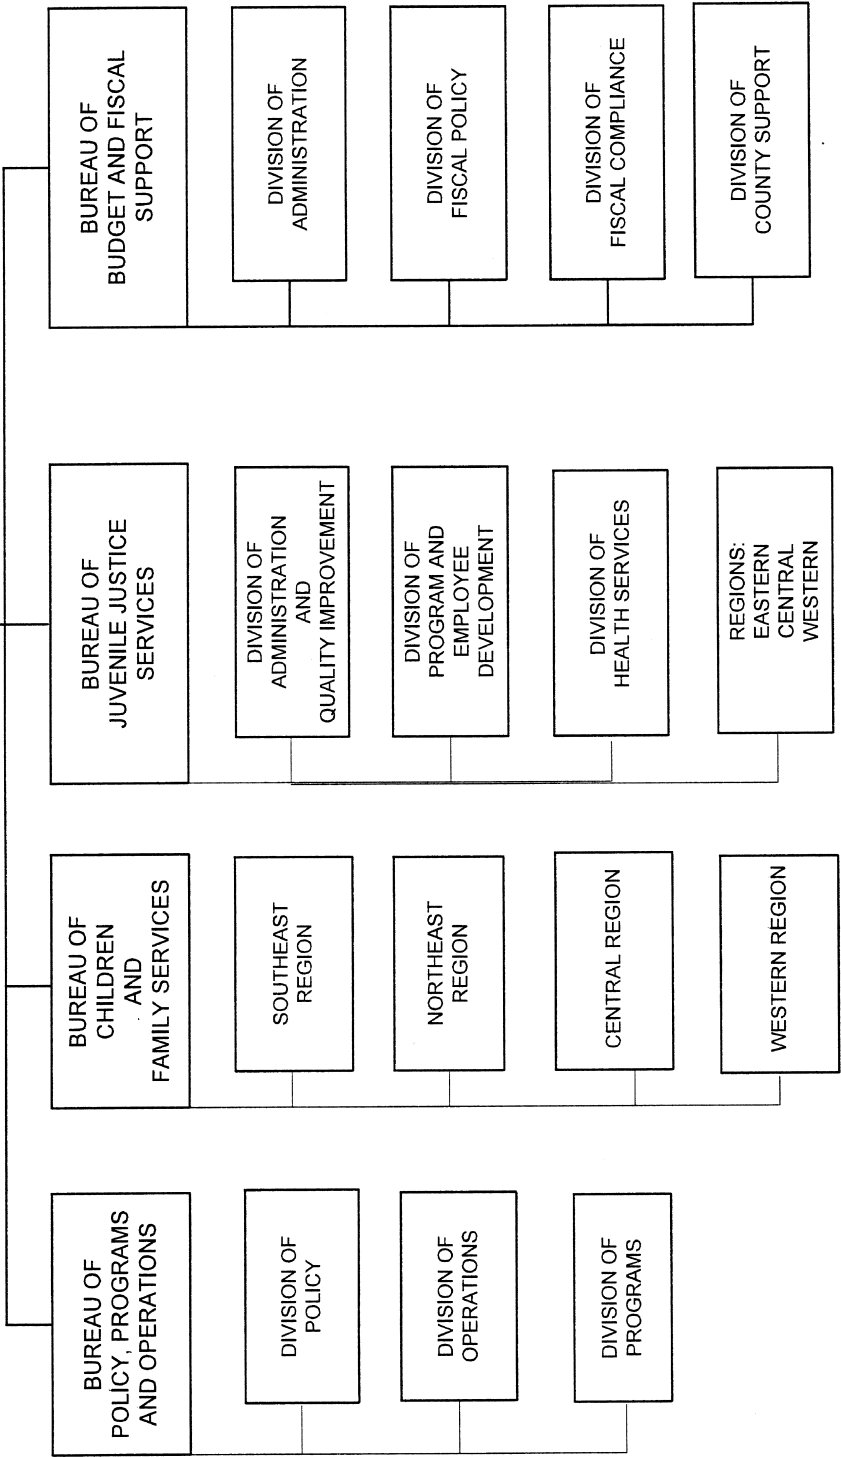 BUREAU OF
POLICY, PROGRAMS
AND OPERATIONS
DIVISION OF
POLICY
DIVISION OF
OPERATIONS
DIVISION OF
PROGRAMS
BUREAU OF
CHILDREN
AND
FAMILY SERVICES
SOUTHEAST
REGION
NORTHEAST
REGION
CENTRAL REGION
WESTERN REGION
BUREAU OF
JUVENILE JUSTICE
SERVICES
DIVISION OF
ADMINISTRATION
AND
QUALITY IMPROVEMENT
DIVISION OF
PROGRAM AND
EMPLOYEE
DEVELOPMENT
DIVISION OF
HEALTH SERVICES
REGIONS:
EASTERN
CENTRAL
WESTERN
BUREAU OF
BUDGET AND FISCAL
SUPPORT
DIVISION OF
ADMINISTRATION
DIVISION OF
FISCAL POLICY
DIVISION OF
FISCAL COMPLIANCE
DIVISION OF
COUNTY SUPPORT